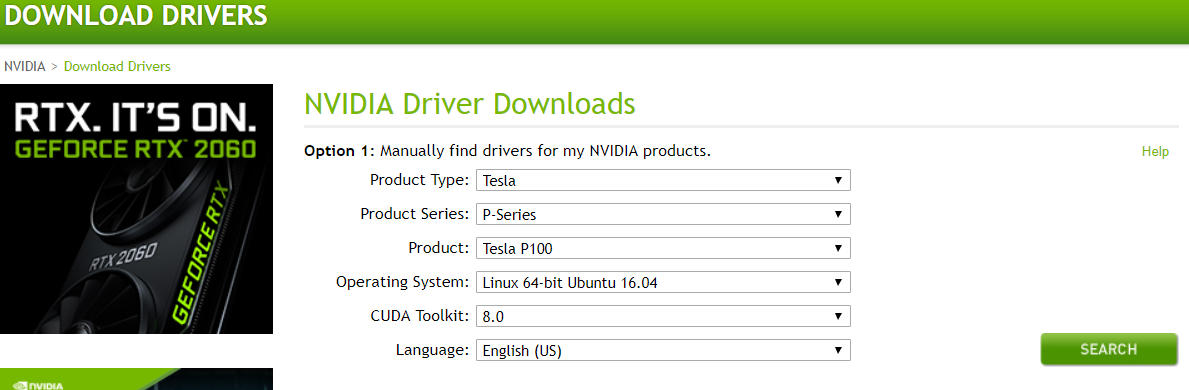 DOWNLOAD DRIVERS
NVIDIA > Download Drivers
RTX. IT'S ON.
GEFORCE RTX™ 2060
RTX 2060
GEFORCE RTX
NVIDIA Driver Downloads
Option 1: Manually find drivers for my NVIDIA products.
Help
Product Type: Tesla
Product Series: P-Series
Product: Tesla P100
Operating System: Linux 64-bit Ubuntu 16.04
CUDA Toolkit: 8.0
Language: English (US)
SEARCH
NVIDIA